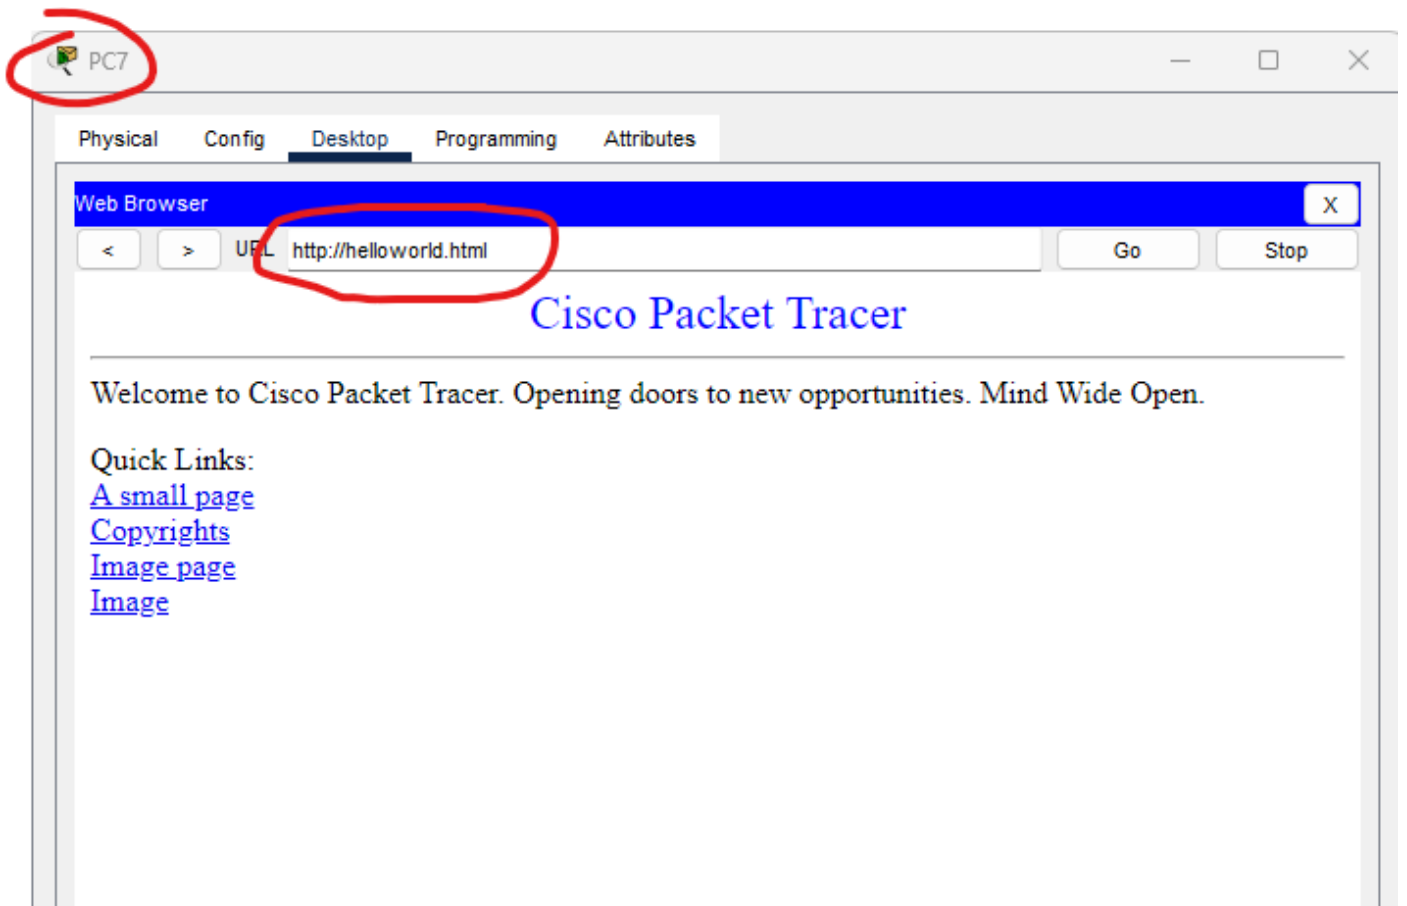 PC7
Physical Config Desktop Programming Attributes
Web Browser X
< > URL http://helloworld.html Go Stop
Cisco Packet Tracer
Welcome to Cisco Packet Tracer. Opening doors to new opportunities. Mind Wide Open.
Quick Links:
A small page
Copyrights
Image page
Image